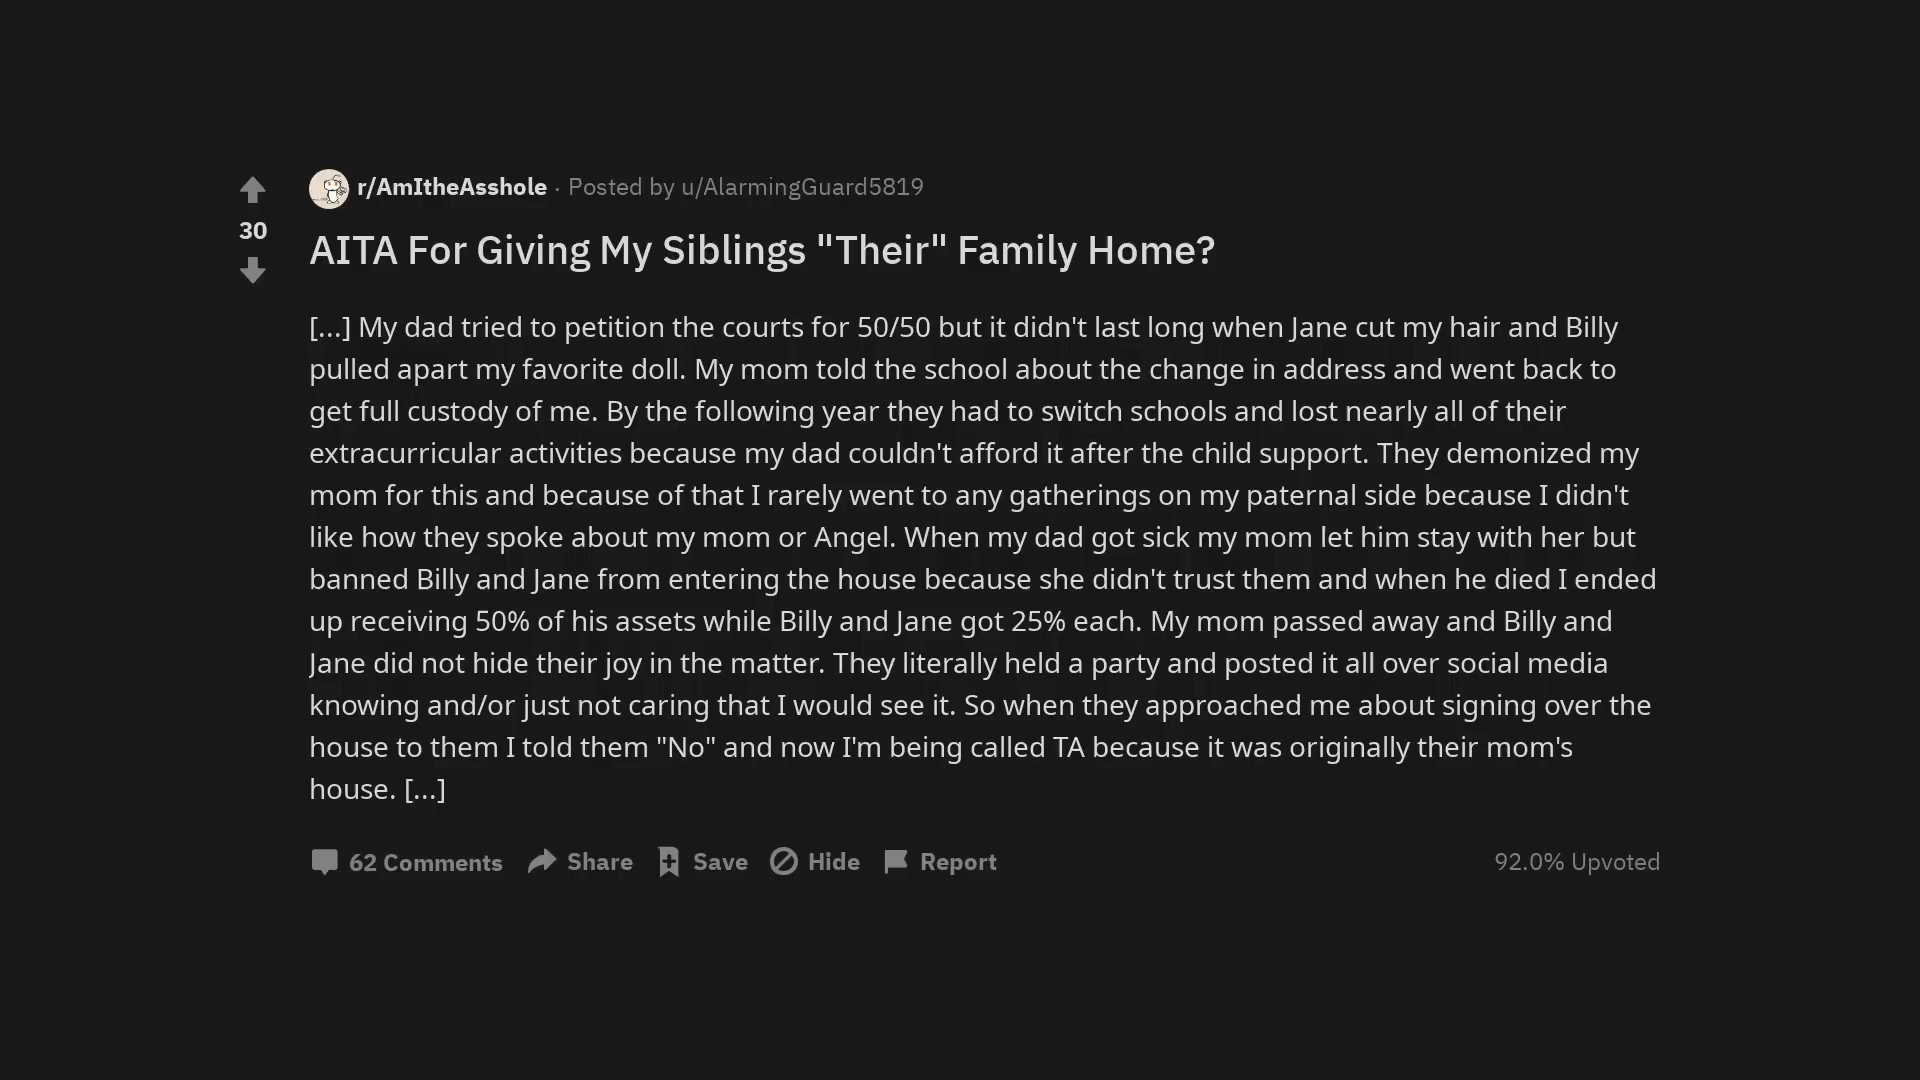 r/AmItheAsshole · Posted by u/AlarmingGuard5819
30
AITA For Giving My Siblings "Their" Family Home?
[...] My dad tried to petition the courts for 50/50 but it didn't last long when Jane cut my hair and Billy
pulled apart my favorite doll. My mom told the school about the change in address and went back to
get full custody of me. By the following year they had to switch schools and lost nearly all of their
extracurricular activities because my dad couldn't afford it after the child support. They demonized my
mom for this and because of that I rarely went to any gatherings on my paternal side because I didn't
like how they spoke about my mom or Angel. When my dad got sick my mom let him stay with her but
banned Billy and Jane from entering the house because she didn't trust them and when he died I ended
up receiving 50% of his assets while Billy and Jane got 25% each. My mom passed away and Billy and
Jane did not hide their joy in the matter. They literally held a party and posted it all over social media
knowing and/or just not caring that I would see it. So when they approached me about signing over the
house to them I told them "No" and now I'm being called TA because it was originally their mom's
house. [...]
62 Comments Share Save Hide Report 92.0% Upvoted